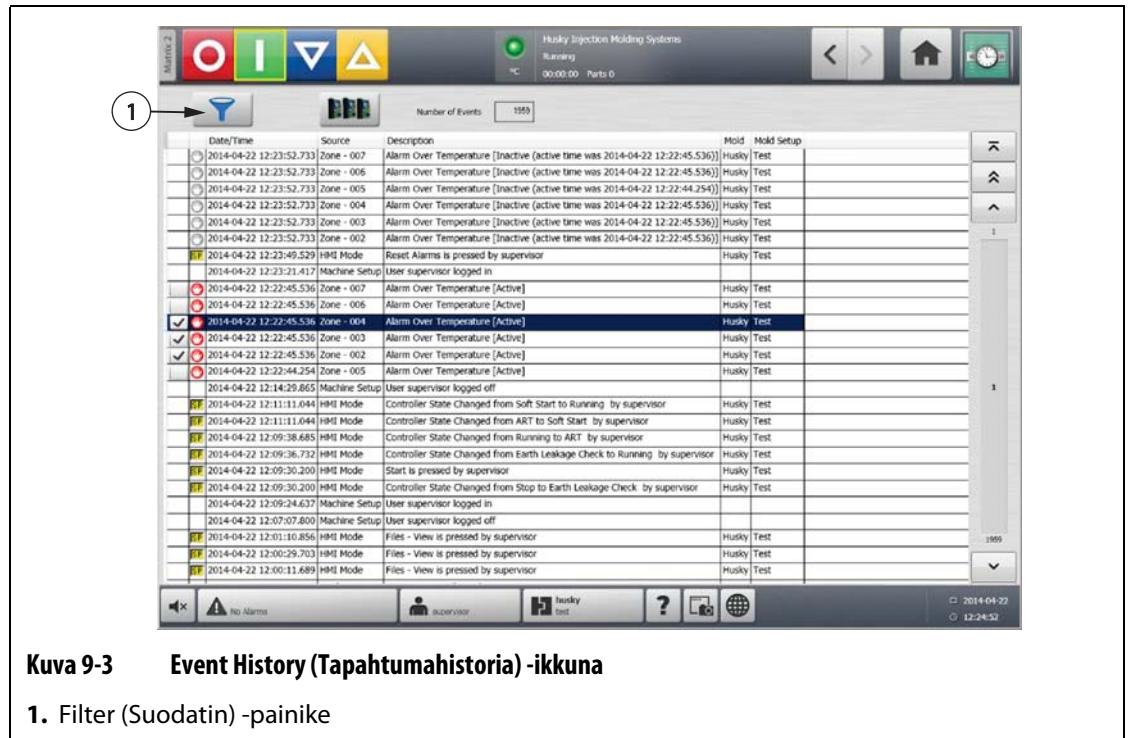 Matrix 2
°C
Husky Injection Molding Systems
Running
00:00:00 Parts 0
1
Number of Events 1959
Date/Time Source Description Mold Mold Setup
2014-04-22 12:23:52.733 Zone - 007 Alarm Over Temperature [Inactive (active time was 2014-04-22 12:22:45.536)] Husky Test
2014-04-22 12:23:52.733 Zone - 006 Alarm Over Temperature [Inactive (active time was 2014-04-22 12:22:45.536)] Husky Test
2014-04-22 12:23:52.733 Zone - 005 Alarm Over Temperature [Inactive (active time was 2014-04-22 12:22:44.254)] Husky Test
2014-04-22 12:23:52.733 Zone - 004 Alarm Over Temperature [Inactive (active time was 2014-04-22 12:22:45.536)] Husky Test
2014-04-22 12:23:52.733 Zone - 003 Alarm Over Temperature [Inactive (active time was 2014-04-22 12:22:45.536)] Husky Test
2014-04-22 12:23:52.733 Zone - 002 Alarm Over Temperature [Inactive (active time was 2014-04-22 12:22:45.536)] Husky Test
2014-04-22 12:23:49.529 HMI Mode Reset Alarms is pressed by supervisor Husky Test
2014-04-22 12:23:21.417 Machine Setup User supervisor logged in
2014-04-22 12:22:45.536 Zone - 007 Alarm Over Temperature [Active] Husky Test
2014-04-22 12:22:45.536 Zone - 006 Alarm Over Temperature [Active] Husky Test
2014-04-22 12:22:45.536 Zone - 004 Alarm Over Temperature [Active] Husky Test
2014-04-22 12:22:45.536 Zone - 003 Alarm Over Temperature [Active] Husky Test
2014-04-22 12:22:45.536 Zone - 002 Alarm Over Temperature [Active] Husky Test
2014-04-22 12:22:44.254 Zone - 005 Alarm Over Temperature [Active] Husky Test
2014-04-22 12:14:29.865 Machine Setup User supervisor logged off
2014-04-22 12:11:11.044 HMI Mode Controller State Changed from Soft Start to Running by supervisor Husky Test
2014-04-22 12:11:11.044 HMI Mode Controller State Changed from ART to Soft Start by supervisor Husky Test
2014-04-22 12:09:38.685 HMI Mode Controller State Changed from Running to ART by supervisor Husky Test
2014-04-22 12:09:36.732 HMI Mode Controller State Changed from Earth Leakage Check to Running by supervisor Husky Test
2014-04-22 12:09:30.200 HMI Mode Start is pressed by supervisor Husky Test
2014-04-22 12:09:30.200 HMI Mode Controller State Changed from Stop to Earth Leakage Check by supervisor Husky Test
2014-04-22 12:09:24.637 Machine Setup User supervisor logged in
2014-04-22 12:07:07.800 Machine Setup User supervisor logged off
2014-04-22 12:01:10.856 HMI Mode Files - View is pressed by supervisor Husky Test
2014-04-22 12:00:29.703 HMI Mode Files - View is pressed by supervisor Husky Test
2014-04-22 12:00:11.689 HMI Mode Files - View is pressed by supervisor Husky Test
1
1
1959
No Alarms
supervisor
husky
test
?
2014-04-22
12:24:52
Kuva 9-3 Event History (Tapahtumahistoria) -ikkuna
1. Filter (Suodatin) -painike